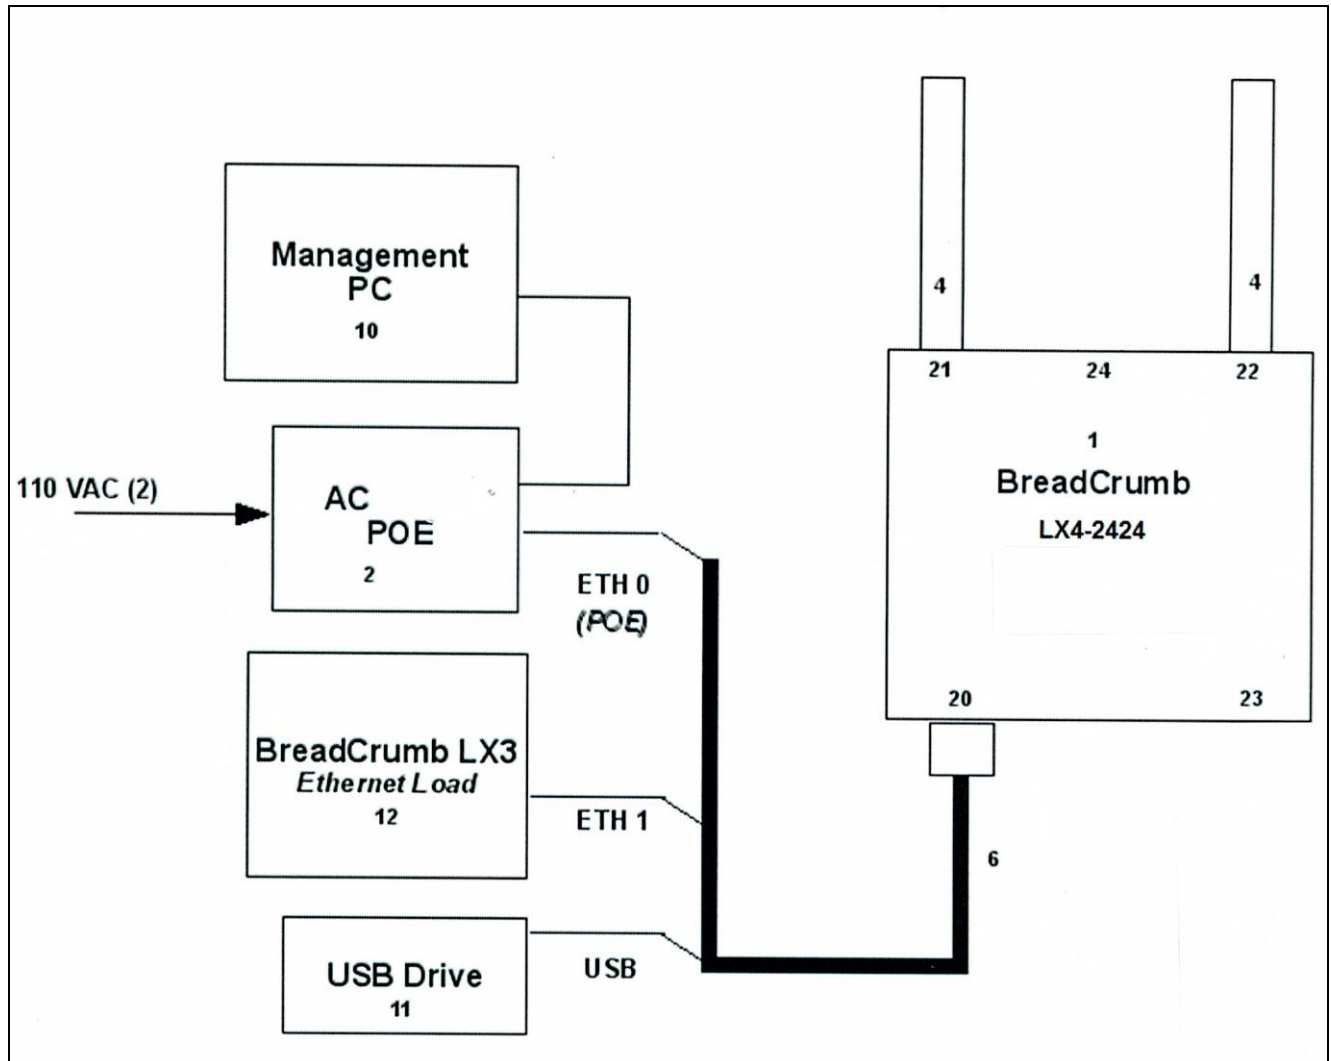 Management
PC
10
110 VAC (2)
AC
POE
2
ETH 0
(POE)
BreadCrumb LX3
Ethernet Load
12
ETH 1
USB Drive
11
USB
4
4
21
24
22
1
BreadCrumb
LX4-2424
20
23
6